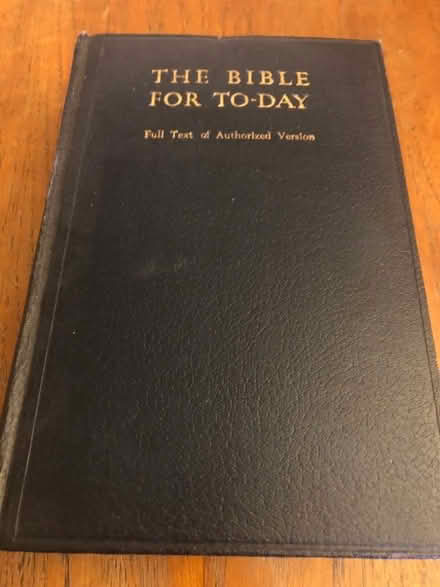 THE BIBLE
FOR TO-DAY
Full Text of Authorized Version